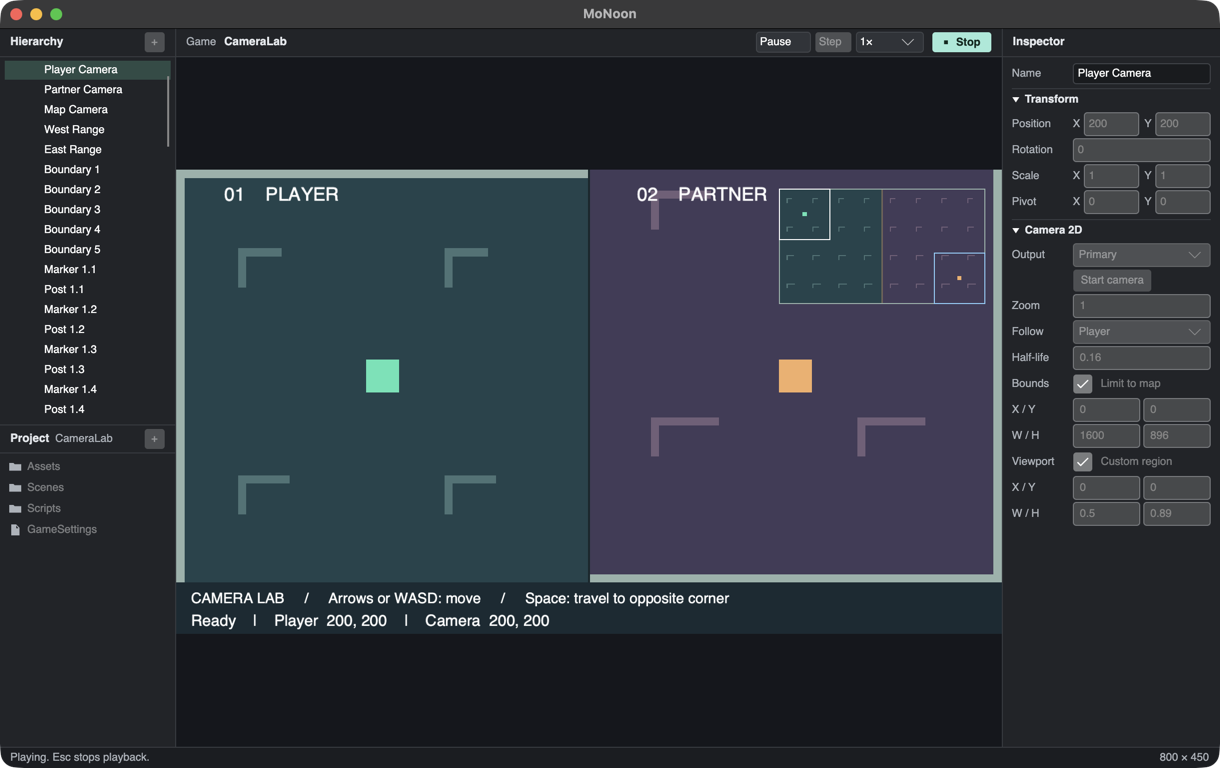 MoNoon
Hierarchy +
Player Camera
Partner Camera
Map Camera
West Range
East Range
Boundary 1
Boundary 2
Boundary 3
Boundary 4
Boundary 5
Marker 1.1
Post 1.1
Marker 1.2
Post 1.2
Marker 1.3
Post 1.3
Marker 1.4
Post 1.4
Project CameraLab +
Assets
Scenes
Scripts
GameSettings
Game CameraLab Pause Step 1× Stop
01 PLAYER
02 PARTNER
CAMERA LAB / Arrows or WASD: move / Space: travel to opposite corner
Ready | Player 200, 200 | Camera 200, 200
Inspector
Name Player Camera
Transform
Position X 200 Y 200
Rotation 0
Scale X 1 Y 1
Pivot X 0 Y 0
Camera 2D
Output Primary
Start camera
Zoom 1
Follow Player
Half-life 0.16
Bounds Limit to map
X / Y 0 0
W / H 1600 896
Viewport Custom region
X / Y 0 0
W / H 0.5 0.89
Playing. Esc stops playback. 800 × 450